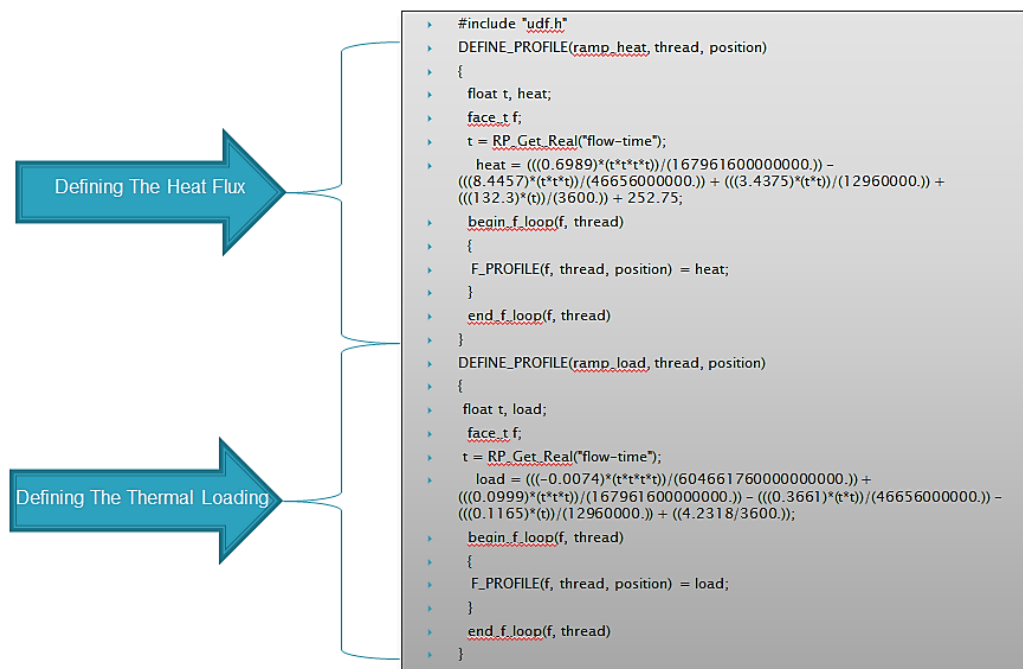 Defining The Heat Flux
Defining The Thermal Loading
#include "udf.h"
DEFINE_PROFILE(ramp_heat, thread, position)
{
float t, heat;
face_t f;
t = RP_Get_Real("flow-time");
heat = (((0.6989)*(t*t*t*t))/(167961600000000.)) –
(((8.4457)*(t*t*t))/(46656000000.)) + (((3.4375)*(t*t))/(12960000.)) +
(((132.3)*(t))/(3600.)) + 252.75;
begin_f_loop(f, thread)
{
F_PROFILE(f, thread, position) = heat;
}
end_f_loop(f, thread)
}
DEFINE_PROFILE(ramp_load, thread, position)
{
float t, load;
face_t f;
t = RP_Get_Real("flow-time");
load = (((-0.0074)*(t*t*t*t))/(604661760000000000.)) +
(((0.0999)*(t*t*t))/(167961600000000.)) – (((0.3661)*(t*t))/(46656000000.)) –
(((0.1165)*(t))/(12960000.)) + ((4.2318/3600.));
begin_f_loop(f, thread)
{
F_PROFILE(f, thread, position) = load;
}
end_f_loop(f, thread)
}